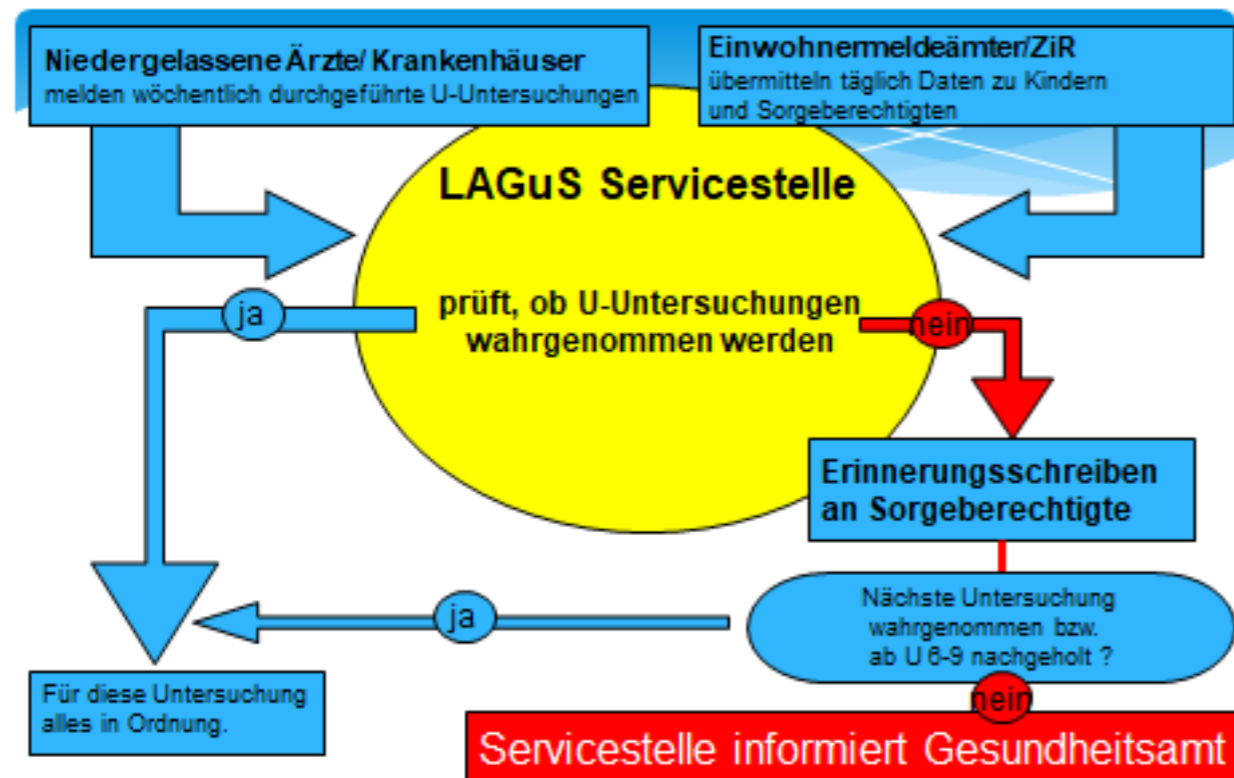 Niedergelassene Ärzte/ Krankenhäuser
melden wöchentlich durchgeführte U-Untersuchungen
Einwohnermeldeämter/ZiR
übermitteln täglich Daten zu Kindern
und Sorgeberechtigten
LAGuS Servicestelle
prüft, ob U-Untersuchungen
wahrgenommen werden
ja
nein
Erinnerungsschreiben
an Sorgeberechtigte
Nächste Untersuchung
wahrgenommen bzw.
ab U 6-9 nachgeholt ?
ja
nein
Für diese Untersuchung
alles in Ordnung.
Servicestelle informiert Gesundheitsamt